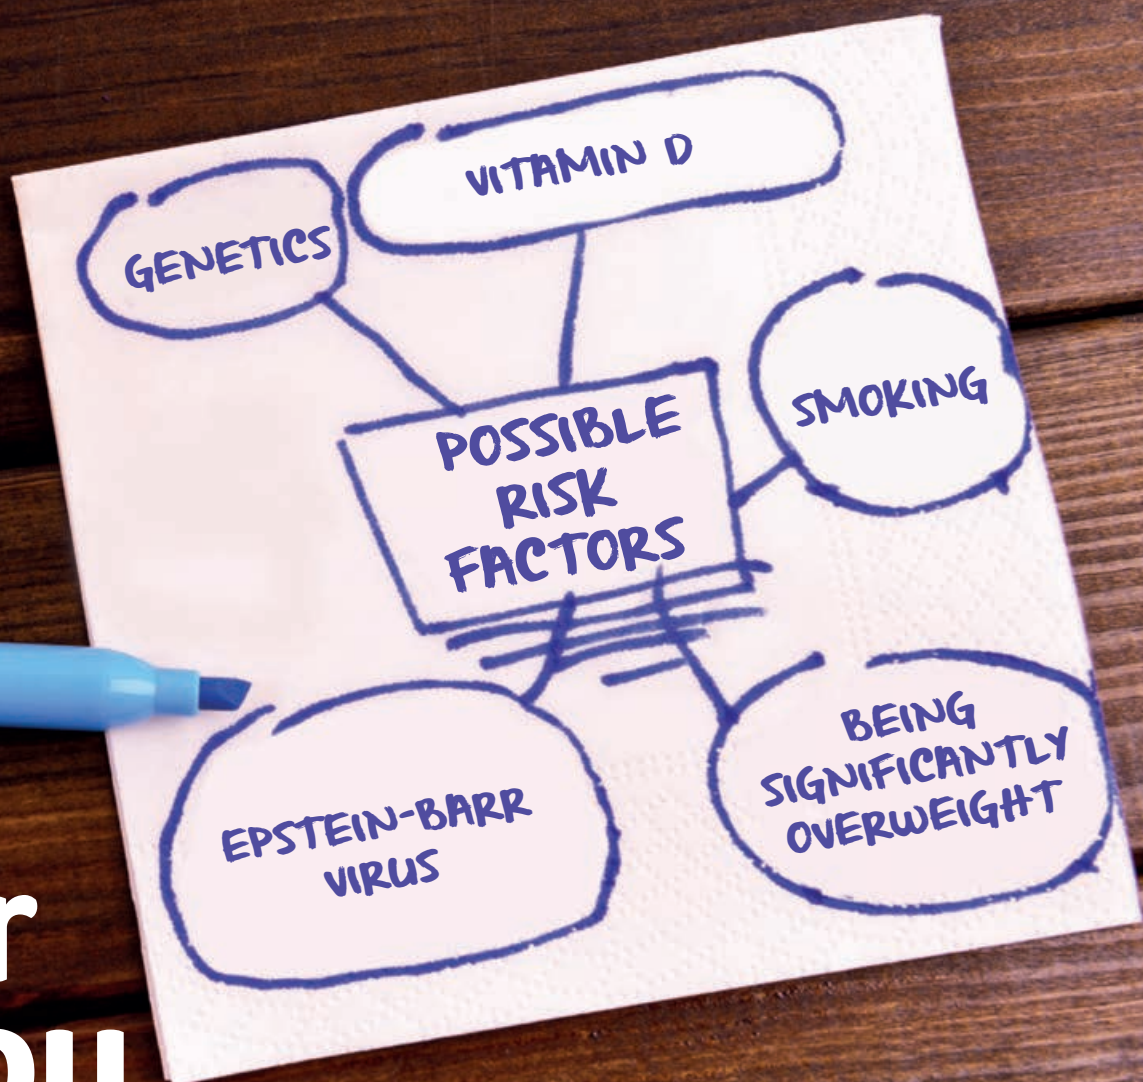 VITAMIN D
GENETICS
SMOKING
POSSIBLE
RISK
FACTORS
BEING
SIGNIFICANTLY
OVERWEIGHT
EPSTEIN-BARR
VIRUS